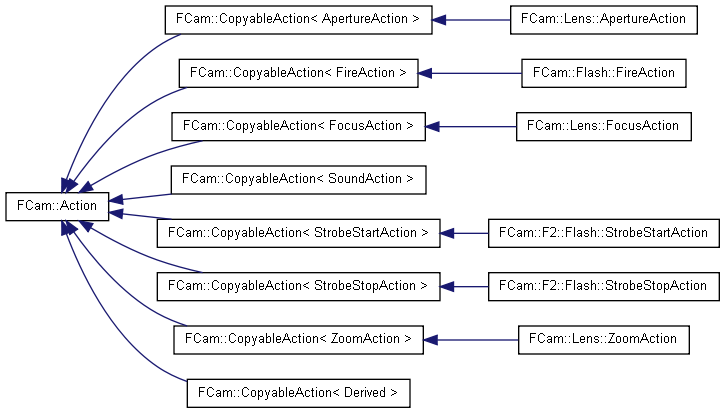 FCam::CopyableAction< ApertureAction >
FCam::Lens::ApertureAction
FCam::CopyableAction< FireAction >
FCam::Flash::FireAction
FCam::CopyableAction< FocusAction >
FCam::Lens::FocusAction
FCam::CopyableAction< SoundAction >
FCam::Action
FCam::CopyableAction< StrobeStartAction >
FCam::F2::Flash::StrobeStartAction
FCam::CopyableAction< StrobeStopAction >
FCam::F2::Flash::StrobeStopAction
FCam::CopyableAction< ZoomAction >
FCam::Lens::ZoomAction
FCam::CopyableAction< Derived >